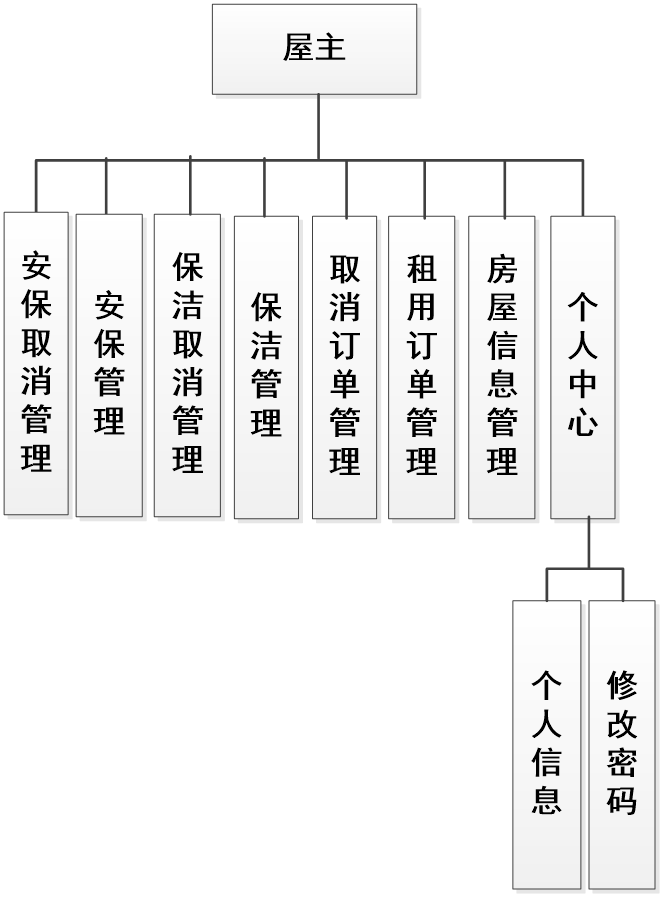 屋主
安保取消管理
安保管理
保洁取消管理
保洁管理
取消订单管理
租用订单管理
房屋信息管理
个人中心
个人信息
修改密码